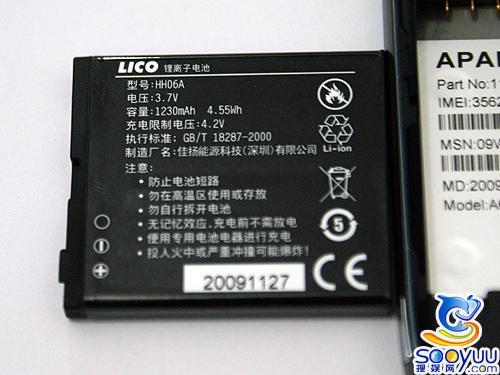 LICO 锂离子电池
型号:HH06A
电压:3.7V
容量:1230mAh 4.55Wh
充电限制电压:4.2V
执行标准: GB/T 18287-2000
制造厂名:佳扬能源科技(深圳)有限公司
注意:
防止电池短路
勿在高温区使用或存放
勿自行拆开电池
无记忆效应,充电前不需放电
使用专用电池电器进行充电
投入火中或严重冲撞可能爆炸!
20091127
Li-ion
5
CE
APA
Part No:1
IMEI:3562
MSN:09W
MD:2009
Model:A
SOOYUU
搜媒网.com